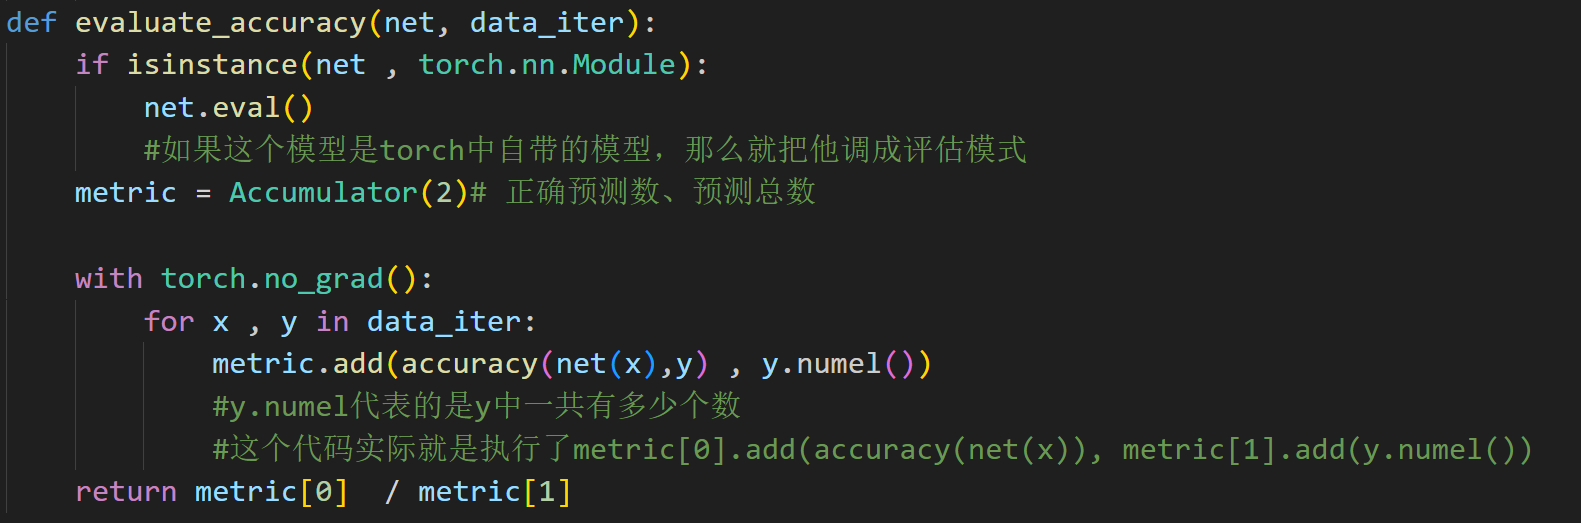 def evaluate_accuracy(net, data_iter):
    if isinstance(net , torch.nn.Module):
        net.eval()
        #如果这个模型是torch中自带的模型，那么就把他调成评估模式
    metric = Accumulator(2)# 正确预测数、预测总数
    with torch.no_grad():
        for x , y in data_iter:
            metric.add(accuracy(net(x),y) , y.numel())
            #y.numel代表的是y中一共有多少个数
            #这个代码实际就是执行了metric[0].add(accuracy(net(x)), metric[1].add(y.numel())
    return metric[0]  / metric[1]